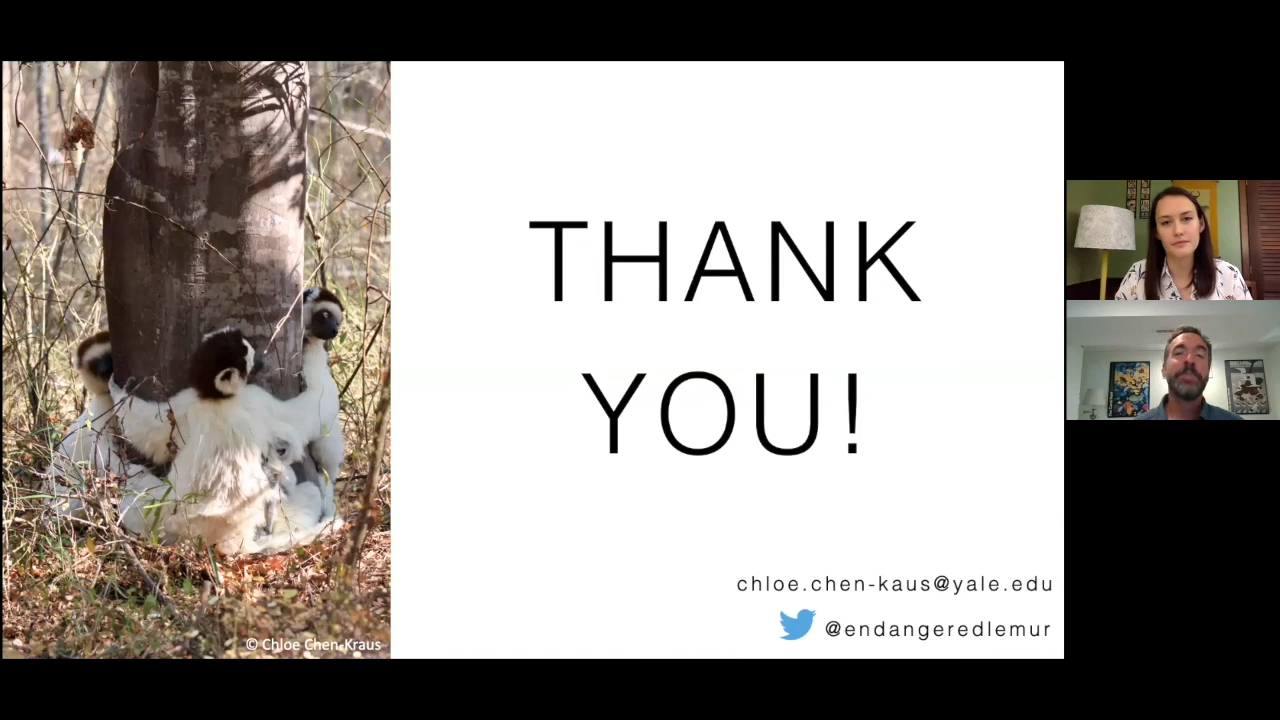 THANK
YOU!
chloe.chen-kaus@yale.edu
@endangeredlemur
© Chloe Chen-Kraus